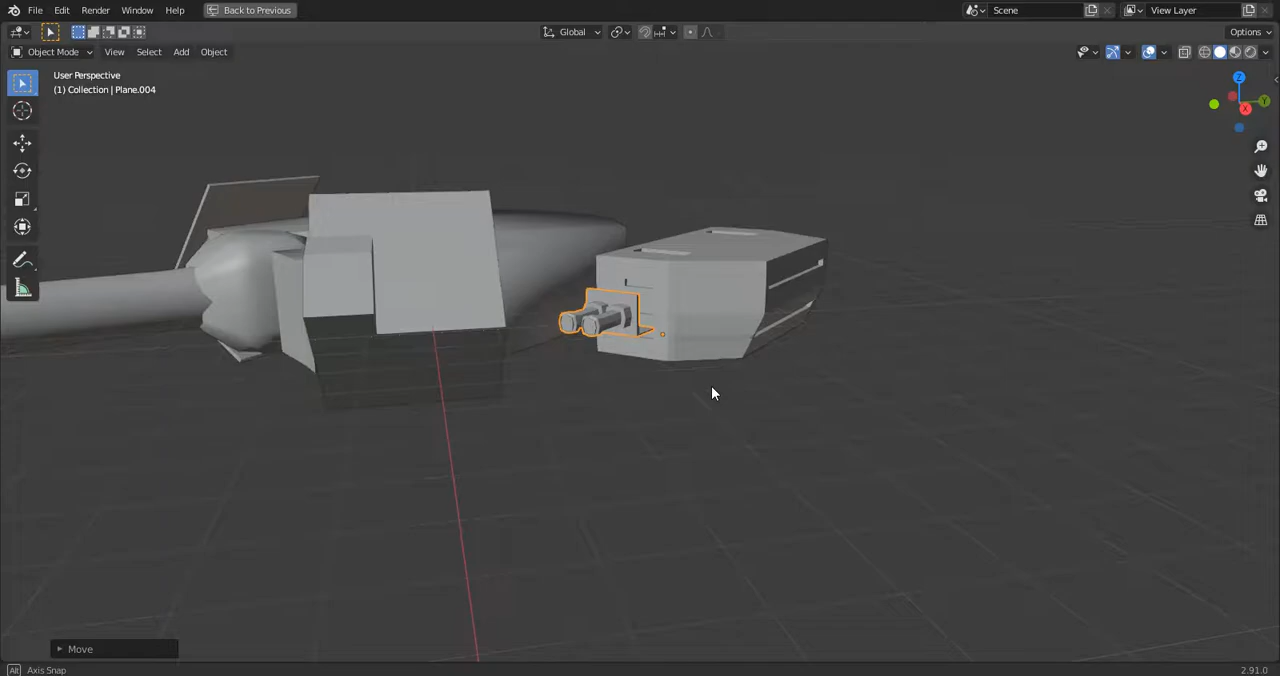 File Edit Render Window Help Back to Previous Scene View Layer
Global Options
Object Mode View Select Add Object
User Perspective
(1) Collection | Plane.004
Z
Y
X
Move
Alt Axis Snap 2.91.0